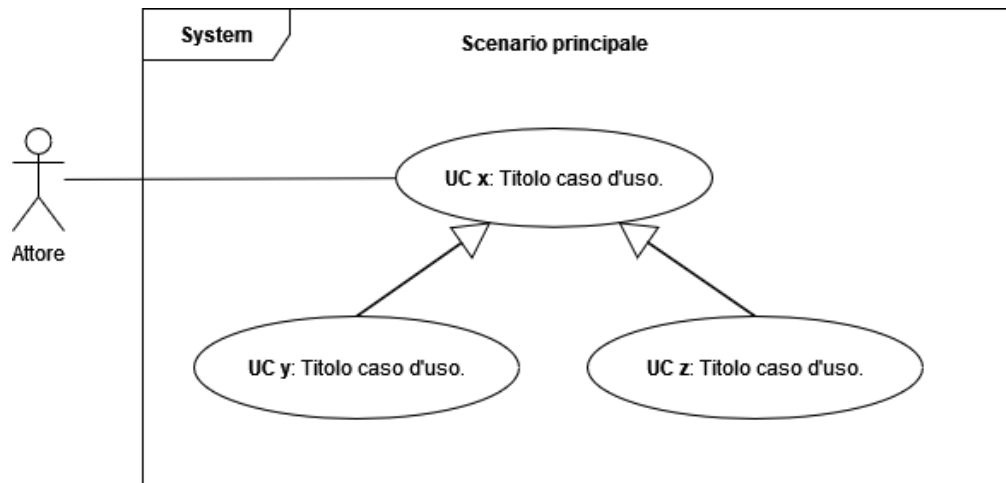 System
Scenario principale
UC x: Titolo caso d'uso.
Attore
UC y: Titolo caso d'uso.
UC z: Titolo caso d'uso.